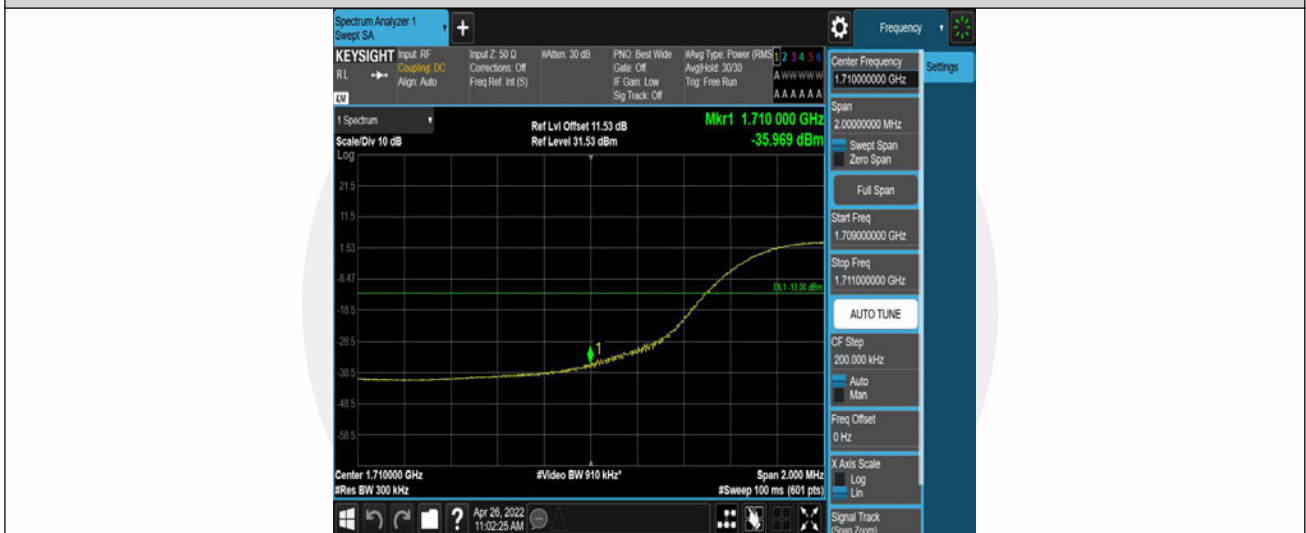 Spectrum Analyzer 1
Swept SA
+
Frequency
KEYSIGHT
RL
Input: RF
Coupling: DC
Align: Auto
Input Z: 50 Ω
Corrections: Off
Freq Ref: Int (S)
#Atten: 30 dB
PNO: Best Wide
Gate: Off
IF Gain: Low
Sig Track: Off
#Avg Type: Power (RMS
Avg|Hold: 30/30
Trig: Free Run
1 2 3 4 5 6
A W W W W W
A A A A A A
1 Spectrum
Scale/Div 10 dB
Log
Ref Lvl Offset 11.53 dB
Ref Level 31.53 dBm
Mkr1 1.710 000 GHz
-35.969 dBm
21.5
11.5
1.53
-8.47
-18.5
-28.5
-38.5
-48.5
-58.5
DL1 -13.00 dBm
1
Center 1.710000 GHz
#Res BW 300 kHz
#Video BW 910 kHz*
Span 2.000 MHz
#Sweep 100 ms (601 pts)
Apr 26, 2022
11:02:25 AM
?
Center Frequency
1.710000000 GHz
Settings
Span
2.00000000 MHz
Swept Span
Zero Span
Full Span
Start Freq
1.709000000 GHz
Stop Freq
1.711000000 GHz
AUTO TUNE
CF Step
200.000 kHz
Auto
Man
Freq Offset
0 Hz
X Axis Scale
Log
Lin
Signal Track
(Span Zoom)